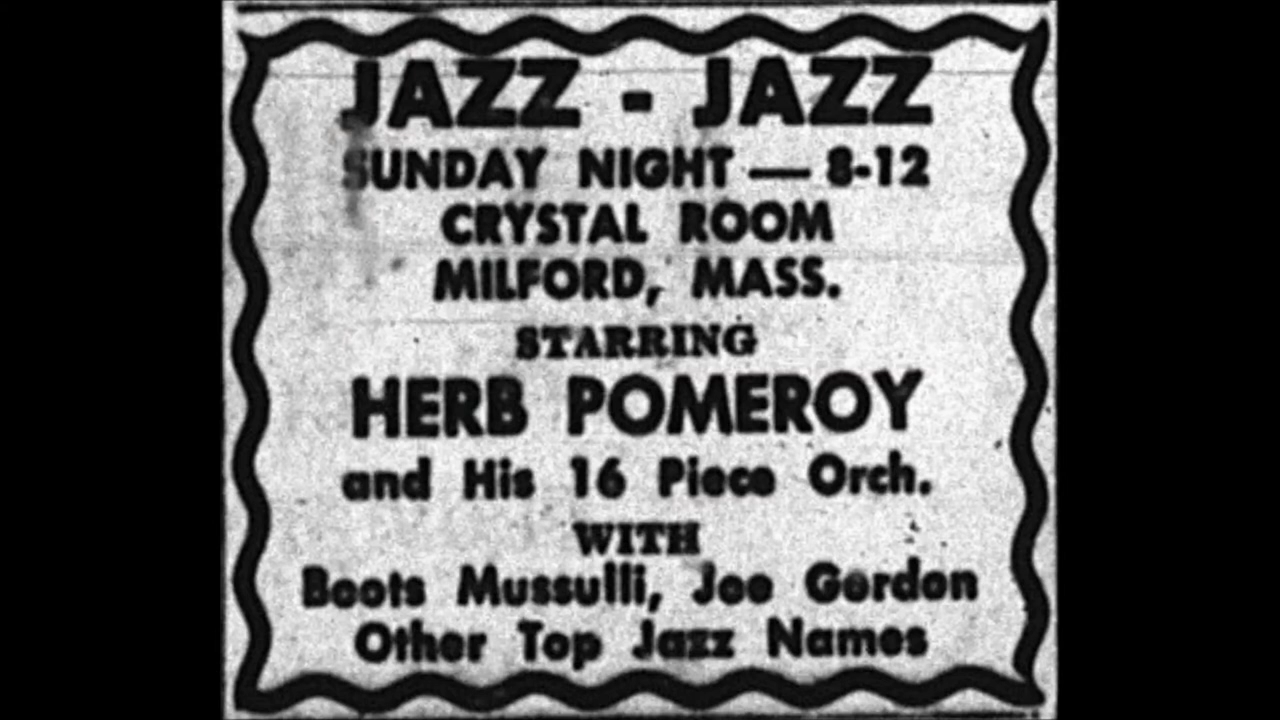 JAZZ - JAZZ
SUNDAY NIGHT — 8-12
CRYSTAL ROOM
MILFORD, MASS.
STARRING
HERB POMEROY
and His 16 Piece Orch.
WITH
Boots Mussulli, Joe Gordon
Other Top Jazz Names